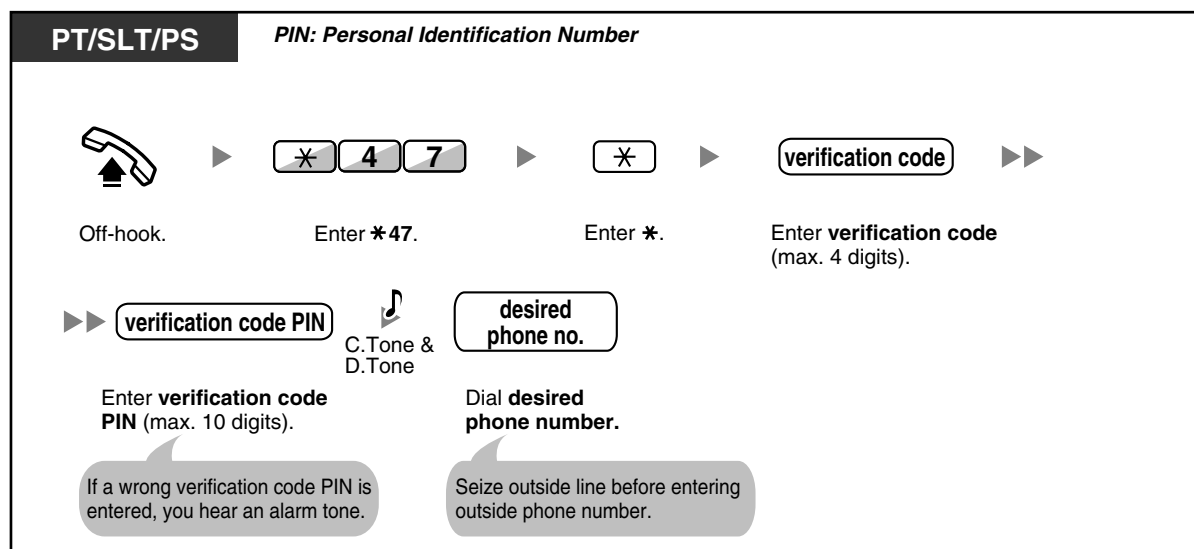 PT/SLT/PS
PIN: Personal Identification Number
* 4 7
*
verification code
Off-hook.
Enter *47.
Enter *.
Enter verification code
(max. 4 digits).
verification code PIN
C.Tone &
D.Tone
desired
phone no.
Enter verification code
PIN (max. 10 digits).
Dial desired
phone number.
If a wrong verification code PIN is
entered, you hear an alarm tone.
Seize outside line before entering
outside phone number.